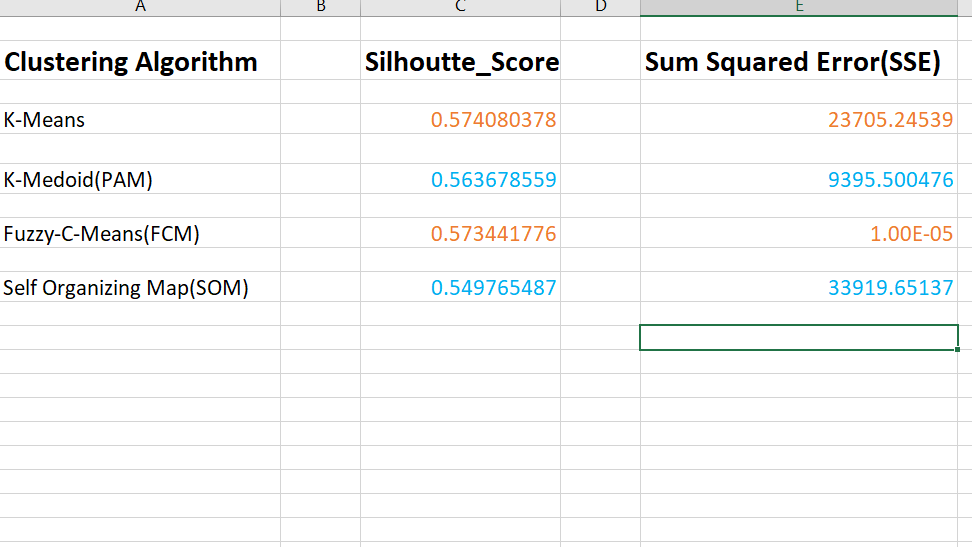 A B C D E
Clustering Algorithm Silhoutte_Score Sum Squared Error(SSE)
K-Means 0.574080378 23705.24539
K-Medoid(PAM) 0.563678559 9395.500476
Fuzzy-C-Means(FCM) 0.573441776 1.00E-05
Self Organizing Map(SOM) 0.549765487 33919.65137